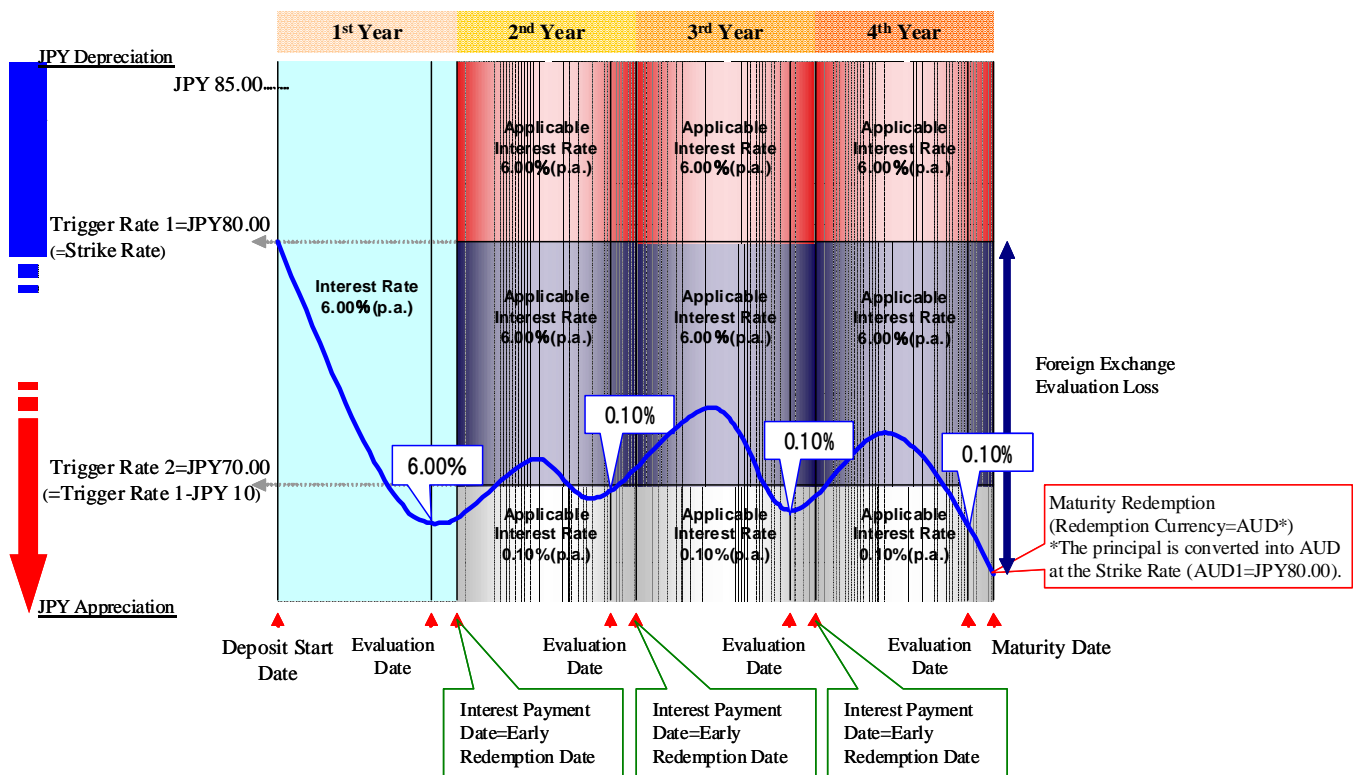 1st Year
2nd Year
3rd Year
4th Year
JPY Depreciation
JPY 85.00
Applicable
Interest Rate
6.00%(p.a.)
Applicable
Interest Rate
6.00%(p.a.)
Applicable
Interest Rate
6.00%(p.a.)
Trigger Rate 1=JPY80.00
(=Strike Rate)
Interest Rate
6.00%(p.a.)
Applicable
Interest Rate
6.00%(p.a.)
Applicable
Interest Rate
6.00%(p.a.)
Applicable
Interest Rate
6.00%(p.a.)
Foreign Exchange
Evaluation Loss
6.00%
0.10%
0.10%
0.10%
Trigger Rate 2=JPY70.00
(=Trigger Rate 1-JPY 10)
Applicable
Interest Rate
0.10%(p.a.)
Applicable
Interest Rate
0.10%(p.a.)
Applicable
Interest Rate
0.10%(p.a.)
Maturity Redemption
(Redemption Currency=AUD*)
*The principal is converted into AUD
at the Strike Rate (AUD1=JPY80.00).
JPY Appreciation
Deposit Start
Date
Evaluation
Date
Evaluation
Date
Evaluation
Date
Evaluation
Date
Maturity Date
Interest Payment
Date=Early
Redemption Date
Interest Payment
Date=Early
Redemption Date
Interest Payment
Date=Early
Redemption Date